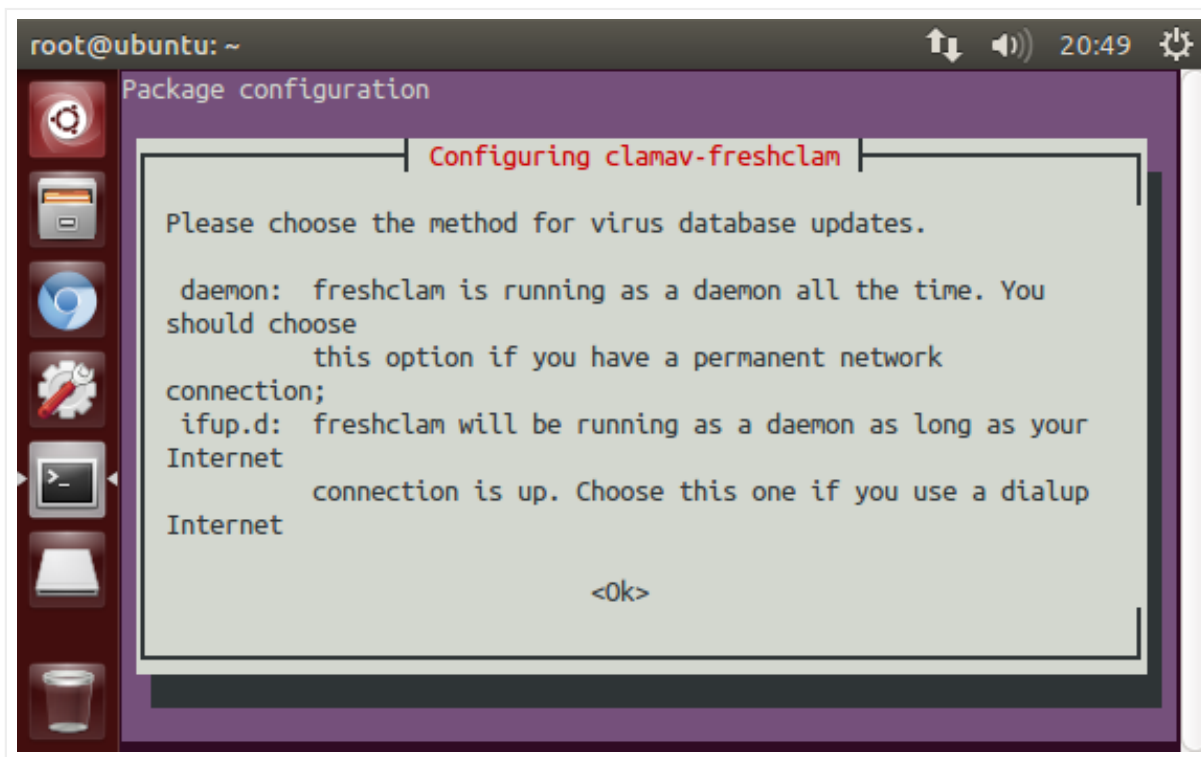 root@ubuntu: ~
20:49
Package configuration
Configuring clamav-freshclam
Please choose the method for virus database updates.
daemon:  freshclam is running as a daemon all the time. You
should choose
this option if you have a permanent network
connection;
ifup.d:  freshclam will be running as a daemon as long as your
Internet
connection is up. Choose this one if you use a dialup
Internet
<Ok>
>_